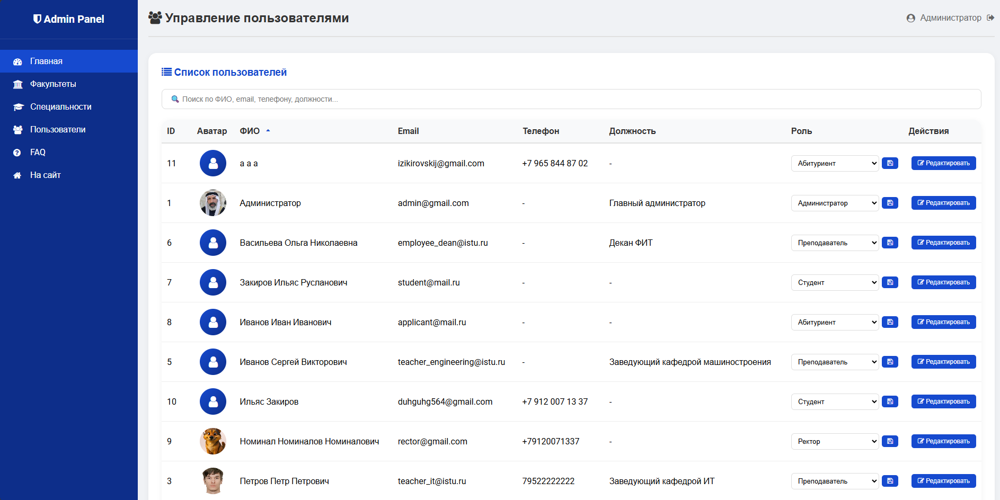 Admin Panel
Главная
Факультеты
Специальности
Пользователи
FAQ
На сайт
Управление пользователями
Администратор
Список пользователей
Поиск по ФИО, email, телефону, должности...
ID Аватар ФИО Email Телефон Должность Роль Действия
11 а а а izikirovskij@gmail.com +7 965 844 87 02 - Абитуриент Редактировать
1 Администратор admin@gmail.com - Главный администратор Администратор Редактировать
6 Васильева Ольга Николаевна employee_dean@istu.ru - Декан ФИТ Преподаватель Редактировать
7 Закиров Ильяс Русланович student@mail.ru - - Студент Редактировать
8 Иванов Иван Иванович applicant@mail.ru - - Абитуриент Редактировать
5 Иванов Сергей Викторович teacher_engineering@istu.ru - Заведующий кафедрой машиностроения Преподаватель Редактировать
10 Ильяс Закиров duhguhg564@gmail.com +7 912 007 13 37 - Студент Редактировать
9 Номинал Номиналов Номиналович rector@gmail.com +79120071337 - Ректор Редактировать
3 Петров Петр Петрович teacher_it@istu.ru 79522222222 Заведующий кафедрой ИТ Преподаватель Редактировать